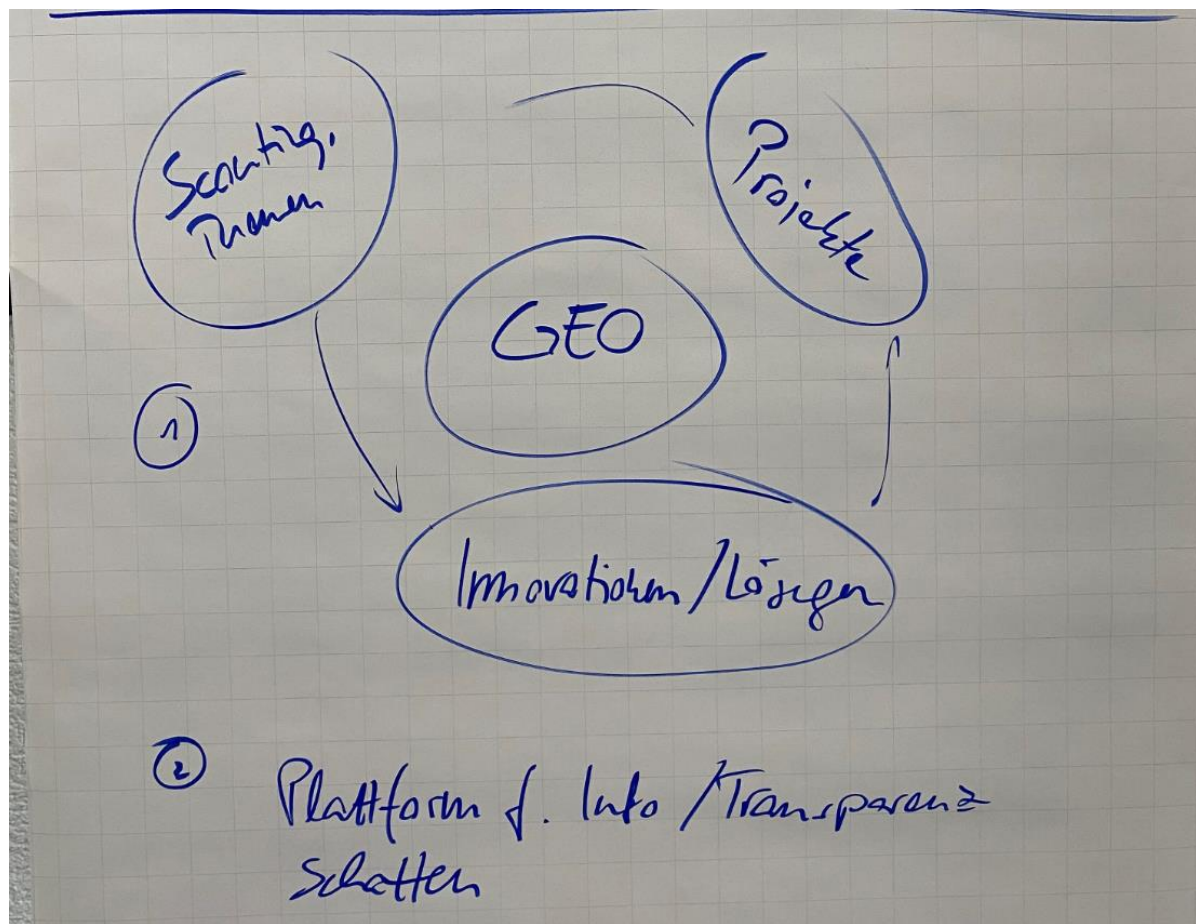 Scouting,
Themen
Projekte
GEO
1
Innovationen/Lösungen
2 Plattform f. Info/Transparenz
schaffen